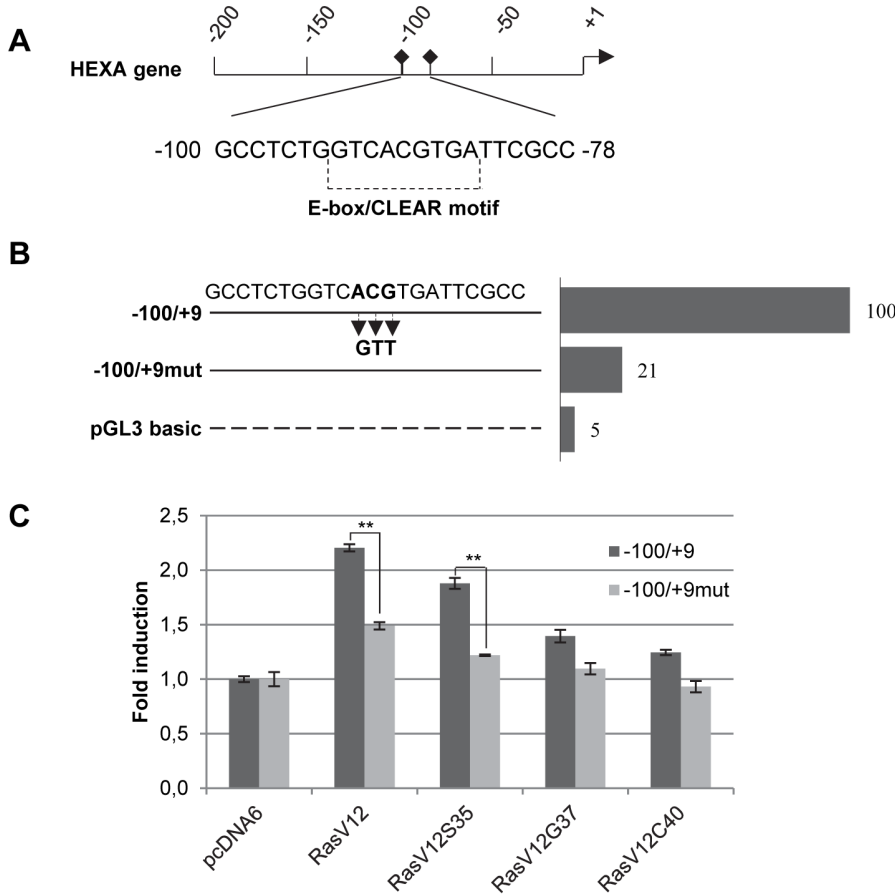 A
-200 -150 -100 -50 +1
HEXA gene
-100 GCCTCTGGTCACGTGATTCGCC -78
E-box/CLEAR motif
B
GCCTCTGGTCACGTGATTCGCC
-100/+9
100
GTT
-100/+9mut
21
pGL3 basic
5
C
Fold induction
2,5
2,0
1,5
1,0
0,5
0,0
**
**
-100/+9
-100/+9mut
pcDNA6 RasV12 RasV12S35 RasV12G37 RasV12C40